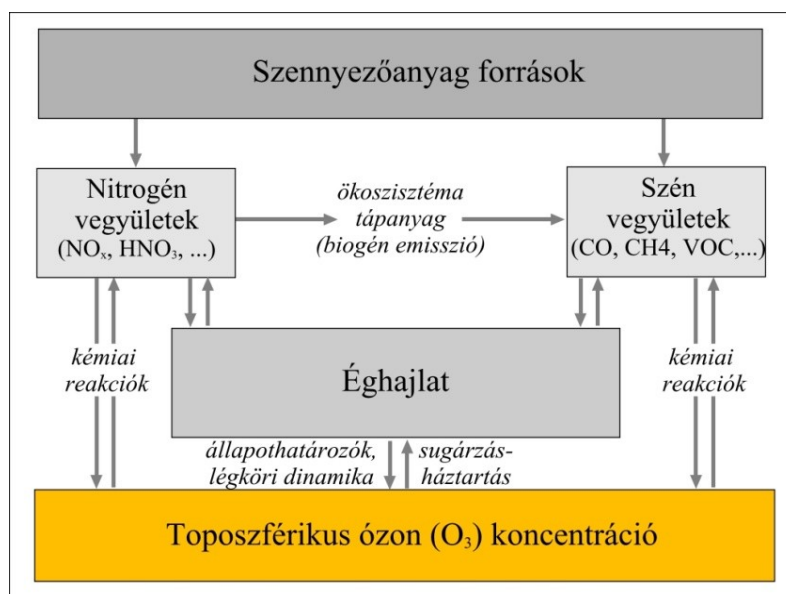 Szennyezőanyag források
Nitrogén
vegyületek
(NOₓ, HNO₃, ...)
ökoszisztéma
tápanyag
(biogén emisszió)
Szén
vegyületek
(CO, CH4, VOC,...)
kémiai
reakciók
Éghajlat
kémiai
reakciók
állapothatározók,
légköri dinamika
sugárzás-
háztartás
Toposzférikus ózon (O₃) koncentráció